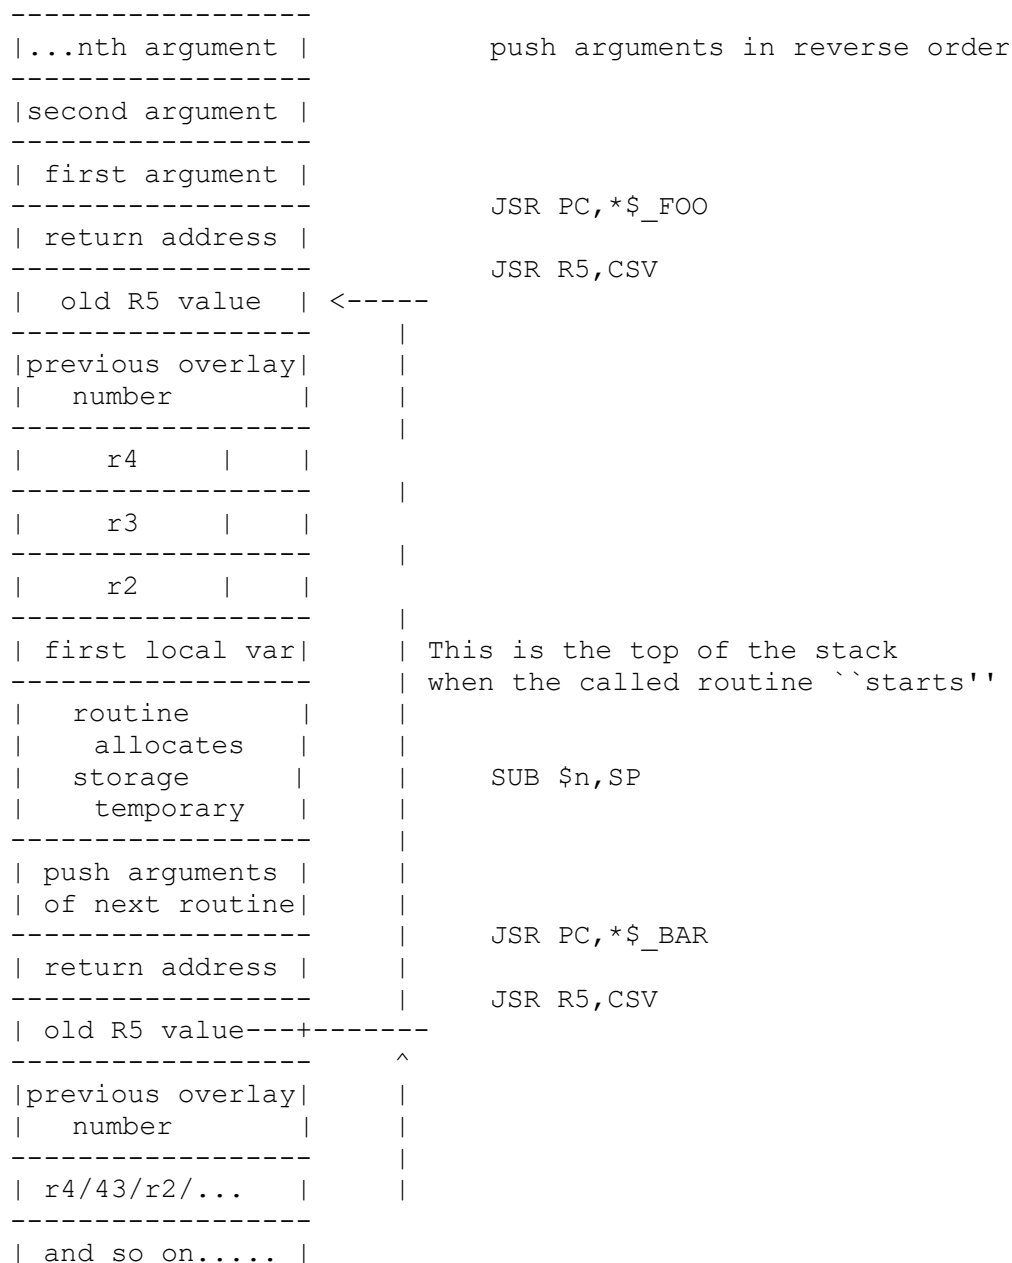 ------------------
|...nth argument |          push arguments in reverse order
------------------
|second argument |
------------------
| first argument |
------------------          JSR PC,*$_FOO
| return address |
------------------          JSR R5,CSV
|  old R5 value  | <-----
------------------     |
|previous overlay|     |
|   number       |     |
------------------     |
|     r4     |    |
------------------     |
|     r3     |    |
------------------     |
|     r2     |    |
------------------     |
| first local var|     | This is the top of the stack
------------------     | when the called routine ``starts''
|   routine      |     |
|    allocates   |     |
|   storage     |      |    SUB $n,SP
|    temporary   |     |
------------------     |
| push arguments |     |
| of next routine|     |
------------------     |    JSR PC,*$_BAR
| return address |     |
------------------     |    JSR R5,CSV
| old R5 value---+-------
------------------     ^
|previous overlay|     |
|   number       |     |
------------------     |
| r4/43/r2/...   |     |
------------------
| and so on..... |